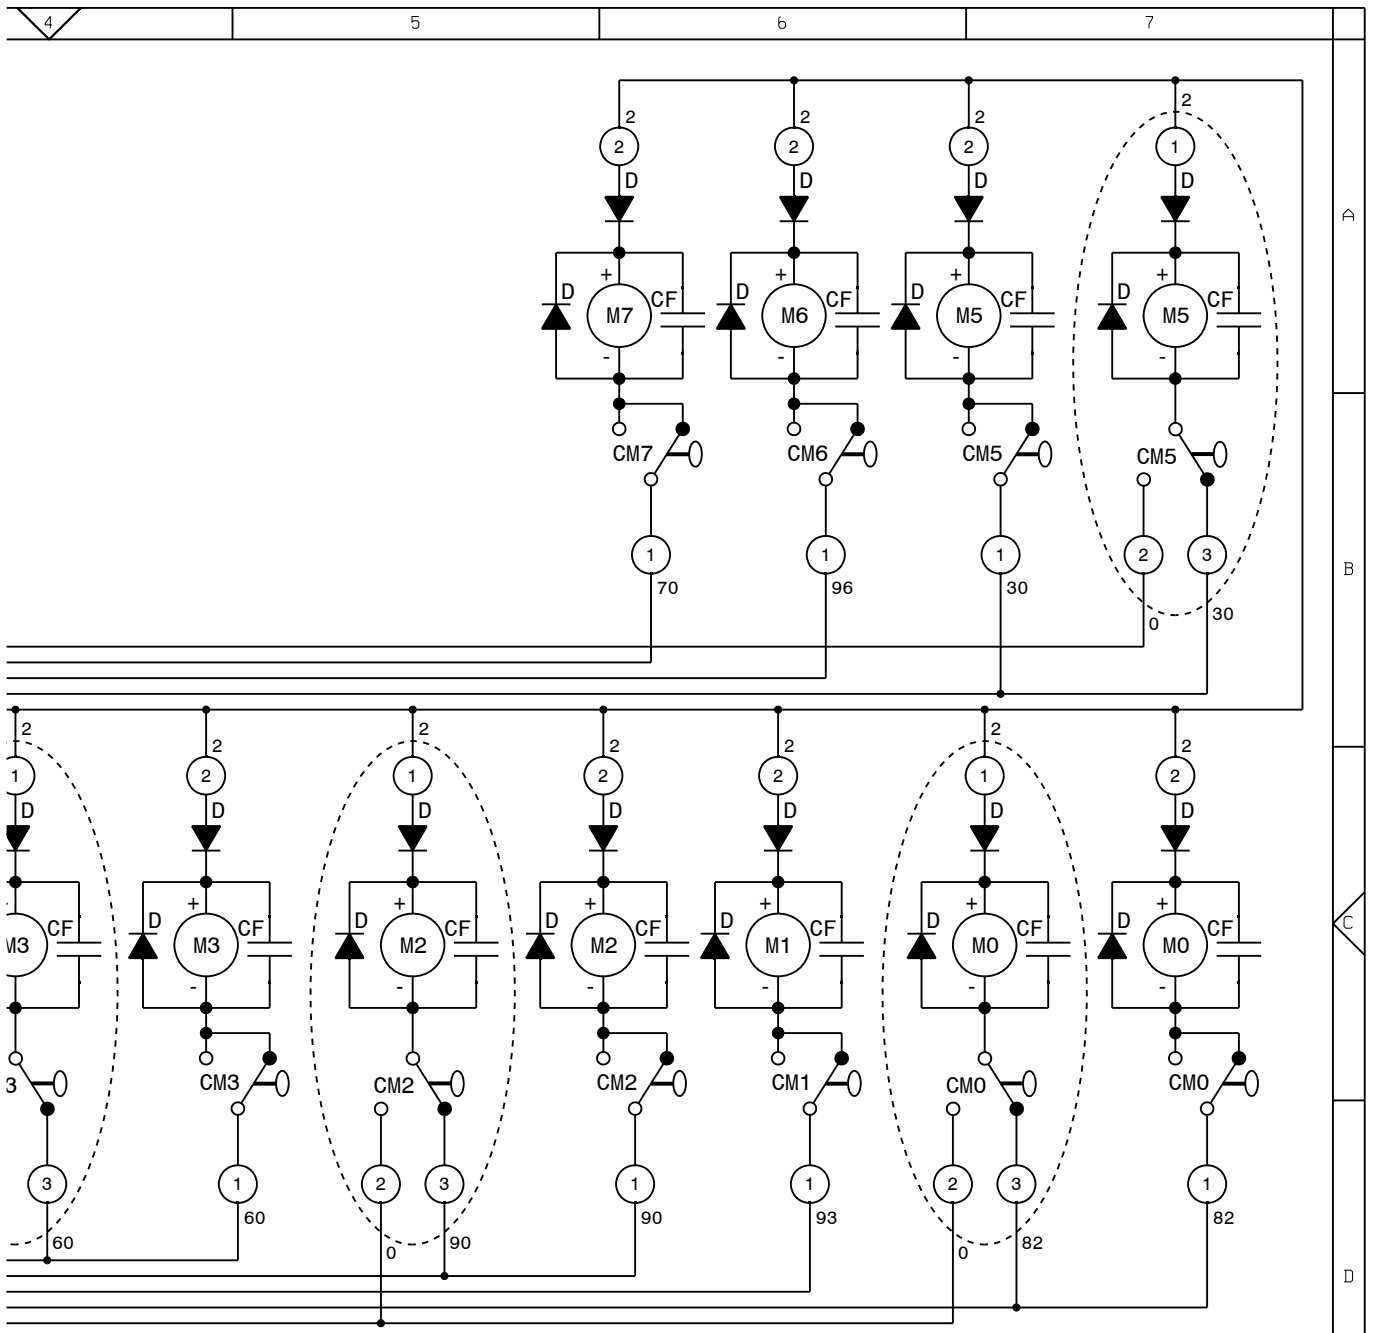 4 5 6 7
2 2 2 2
2 2 2 1
D D D D
A
+ + + +
D CF D CF D CF D CF
M7 M6 M5 M5
- - - -
CM7 CM6 CM5 CM5
1 1 1 2 3
B
70 96 30 0 30
2 2 2 2 2 2 2
1 2 1 2 2 1 2
D D D D D D D
+ + + + + +
CF D CF D CF D CF D CF D CF D CF
M3 M3 M2 M2 M1 M0 M0
C
- - - - - -
3 CM3 CM2 CM2 CM1 CM0 CM0
3 1 2 3 1 1 2 3 1
60 60 0 90 90 93 0 82 82
D